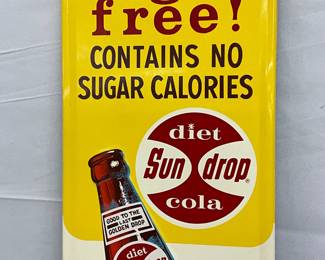 free!
CONTAINS NO
SUGAR CALORIES
diet
Sun drop®
cola
GOOD TO THE
LAST
GOLDEN DROP
diet